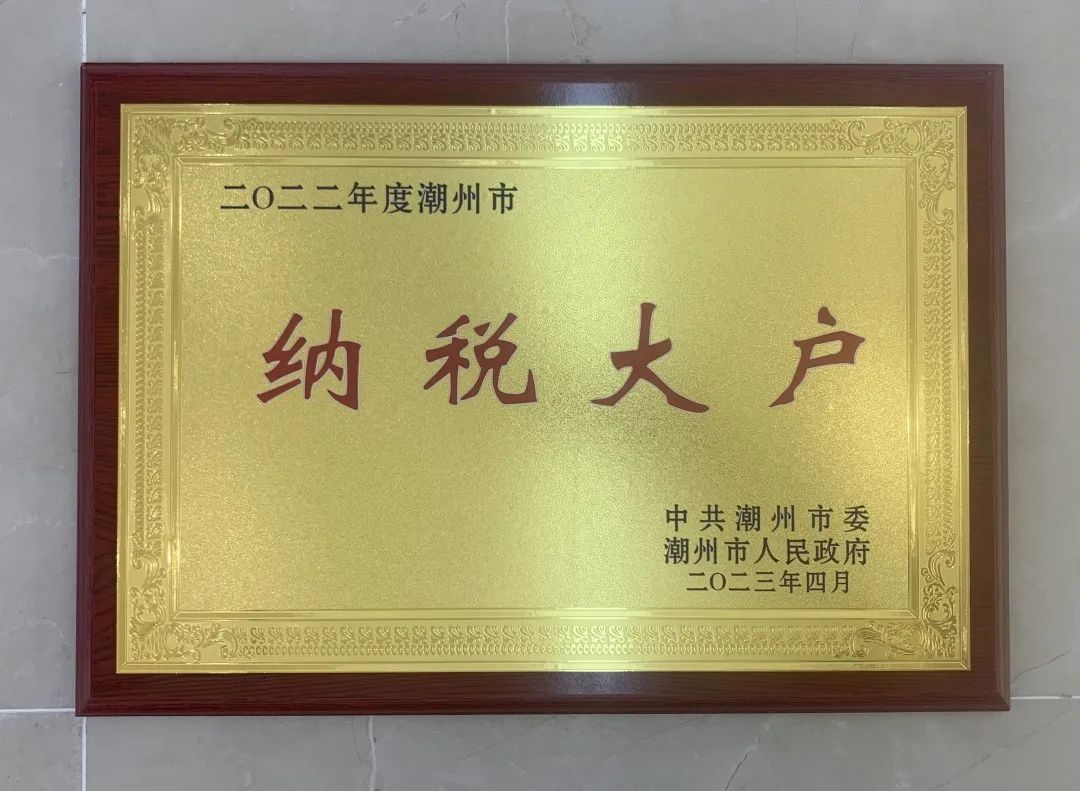 二〇二二年度潮州市
纳税大户
中共潮州市委
潮州市人民政府
二〇二三年四月